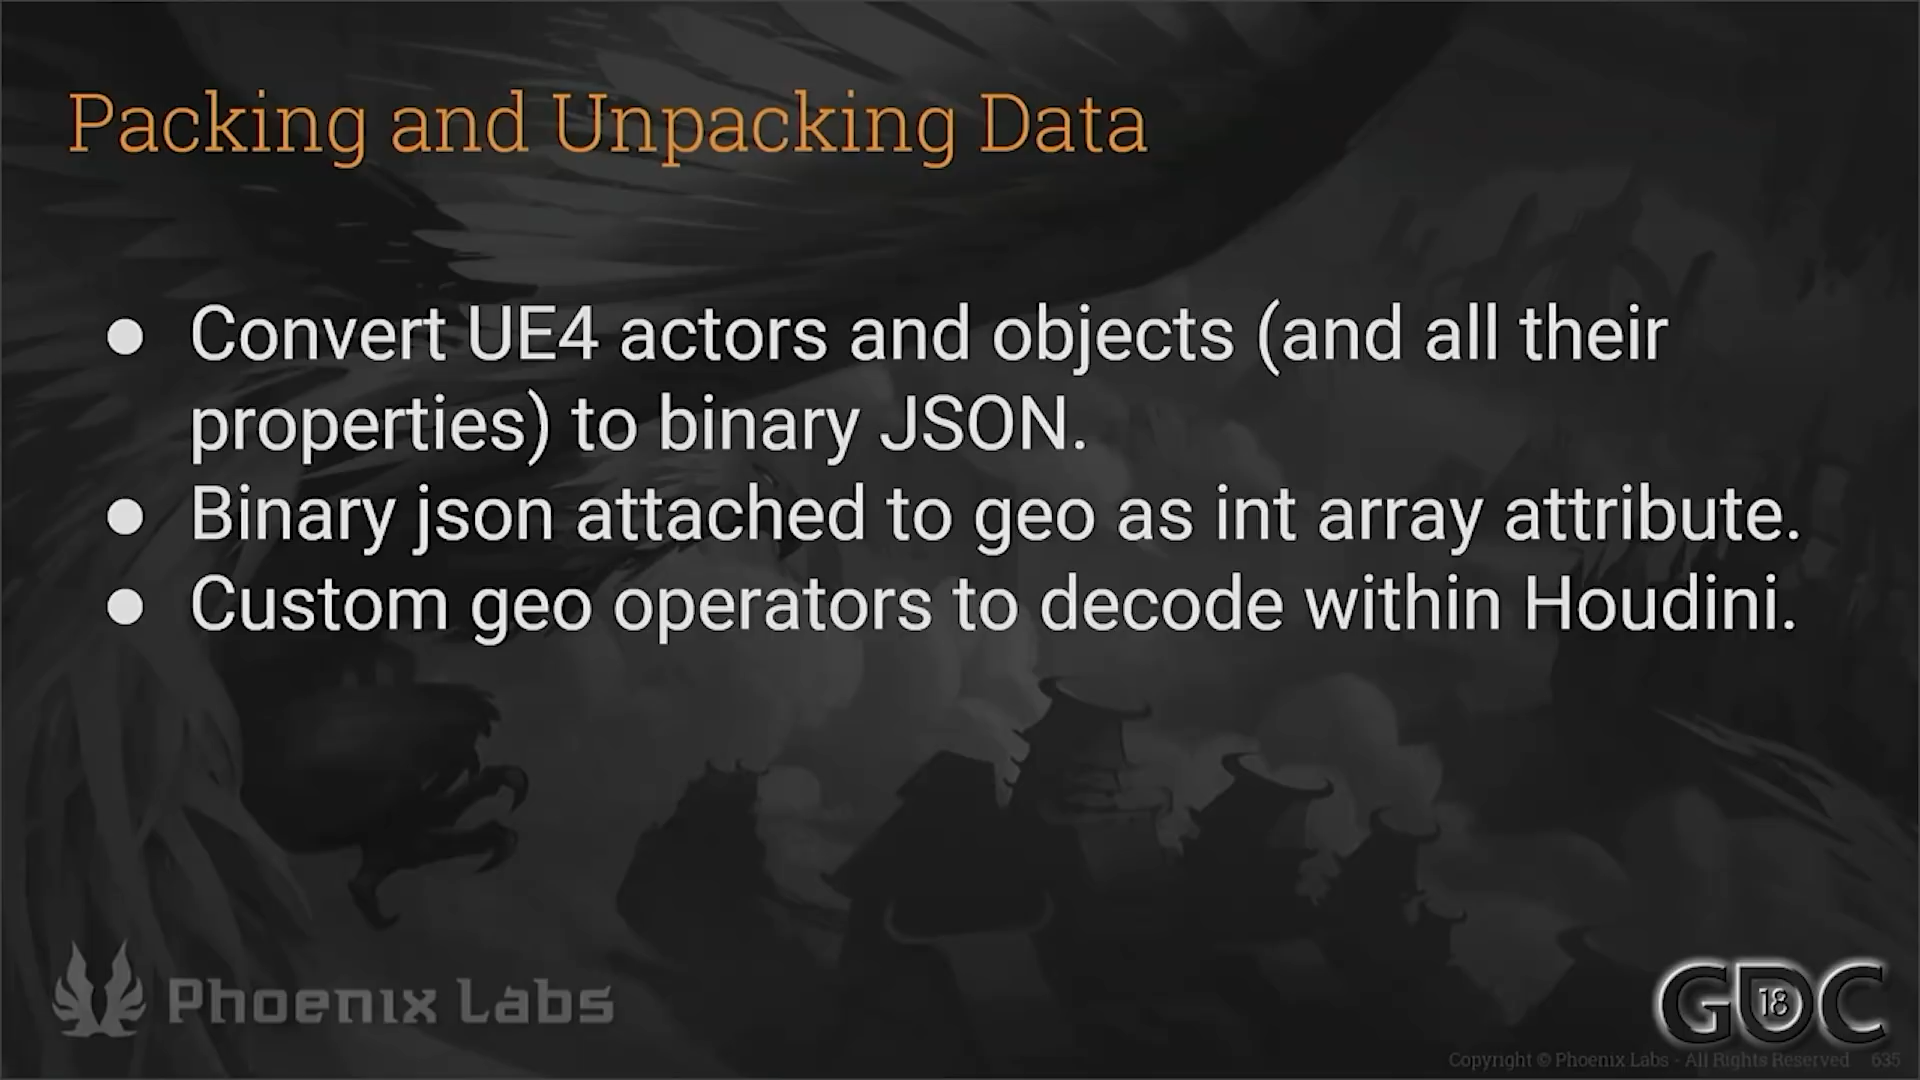 Packing and Unpacking Data
● Convert UE4 actors and objects (and all their
properties) to binary JSON.
● Binary json attached to geo as int array attribute.
● Custom geo operators to decode within Houdini.
Phoenix Labs
GDC 18
Copyright © Phoenix Labs - All Rights Reserved 635